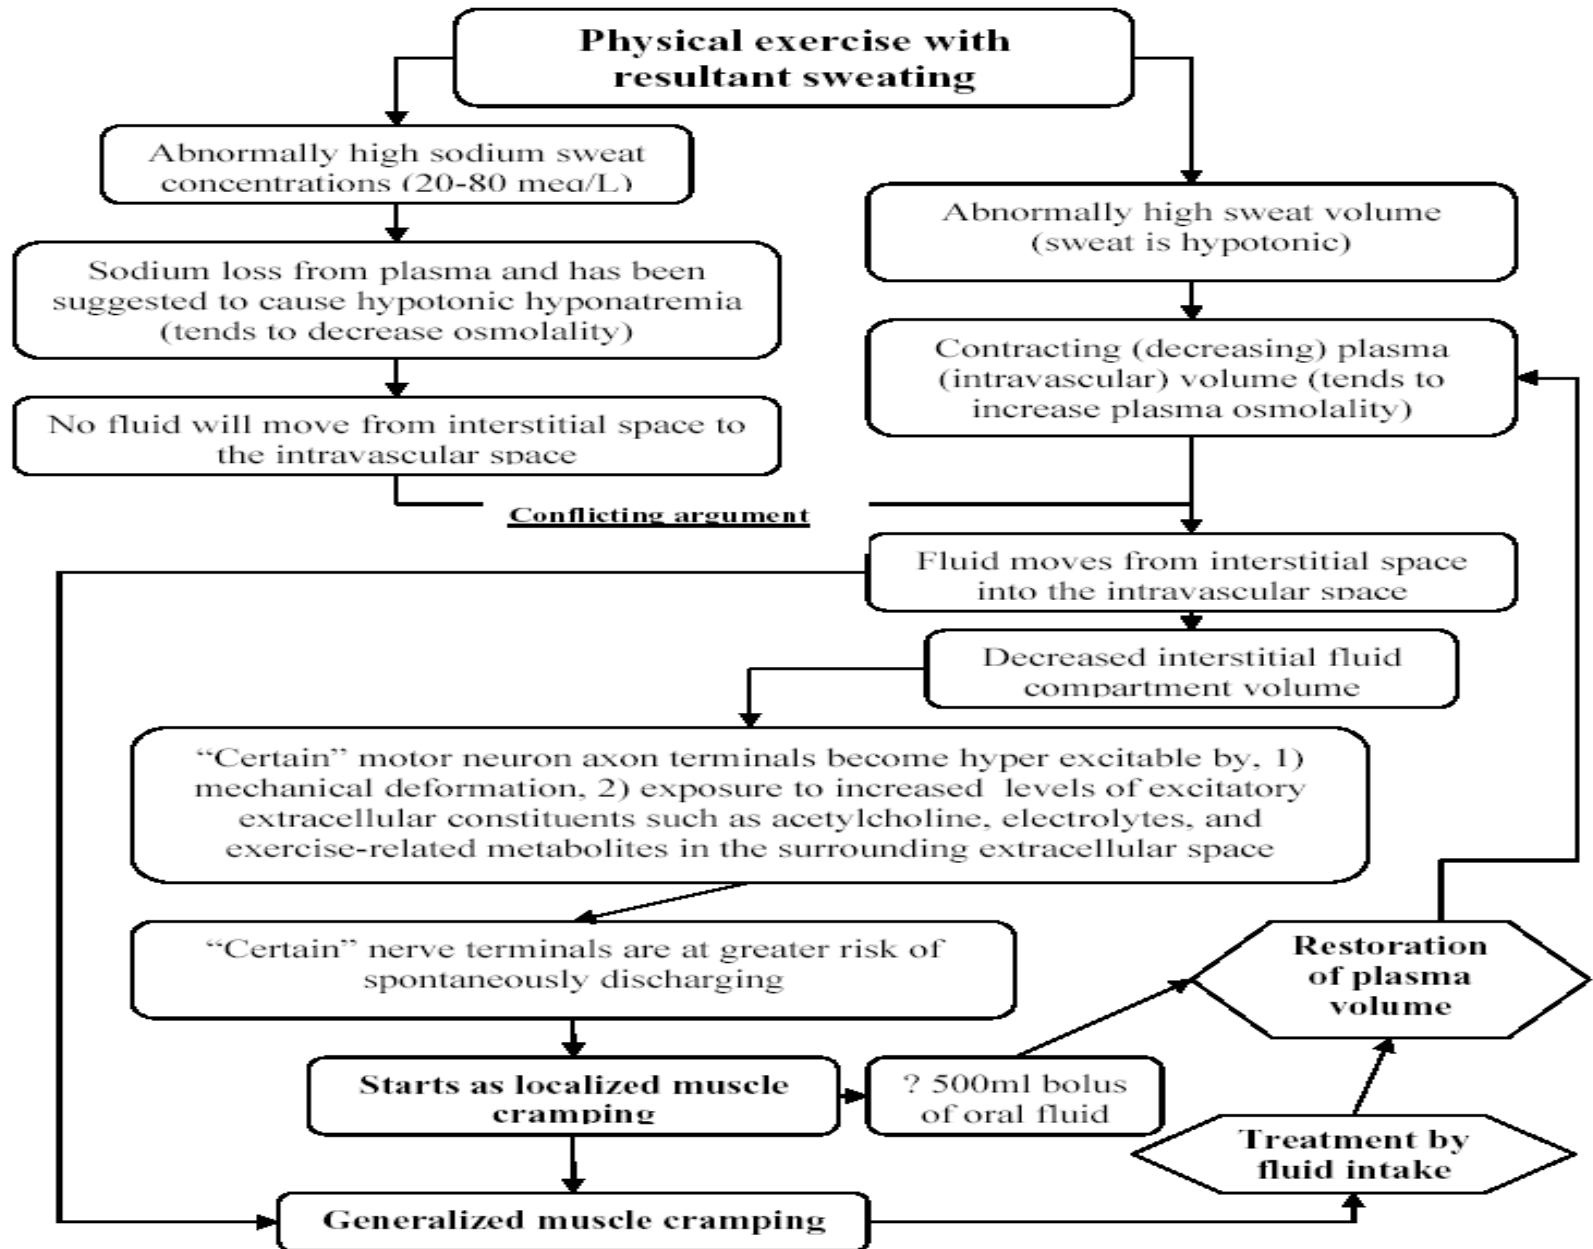 Physical exercise with
resultant sweating
Abnormally high sodium sweat
concentrations (20-80 meq/L)
Abnormally high sweat volume
(sweat is hypotonic)
Sodium loss from plasma and has been
suggested to cause hypotonic hyponatremia
(tends to decrease osmolality)
Contracting (decreasing) plasma
(intravascular) volume (tends to
increase plasma osmolality)
No fluid will move from interstitial space to
the intravascular space
Conflicting argument
Fluid moves from interstitial space
into the intravascular space
Decreased interstitial fluid
compartment volume
“Certain” motor neuron axon terminals become hyper excitable by, 1)
mechanical deformation, 2) exposure to increased levels of excitatory
extracellular constituents such as acetylcholine, electrolytes, and
exercise-related metabolites in the surrounding extracellular space
“Certain” nerve terminals are at greater risk of
spontaneously discharging
Restoration
of plasma
volume
Starts as localized muscle
cramping
? 500ml bolus
of oral fluid
Treatment by
fluid intake
Generalized muscle cramping